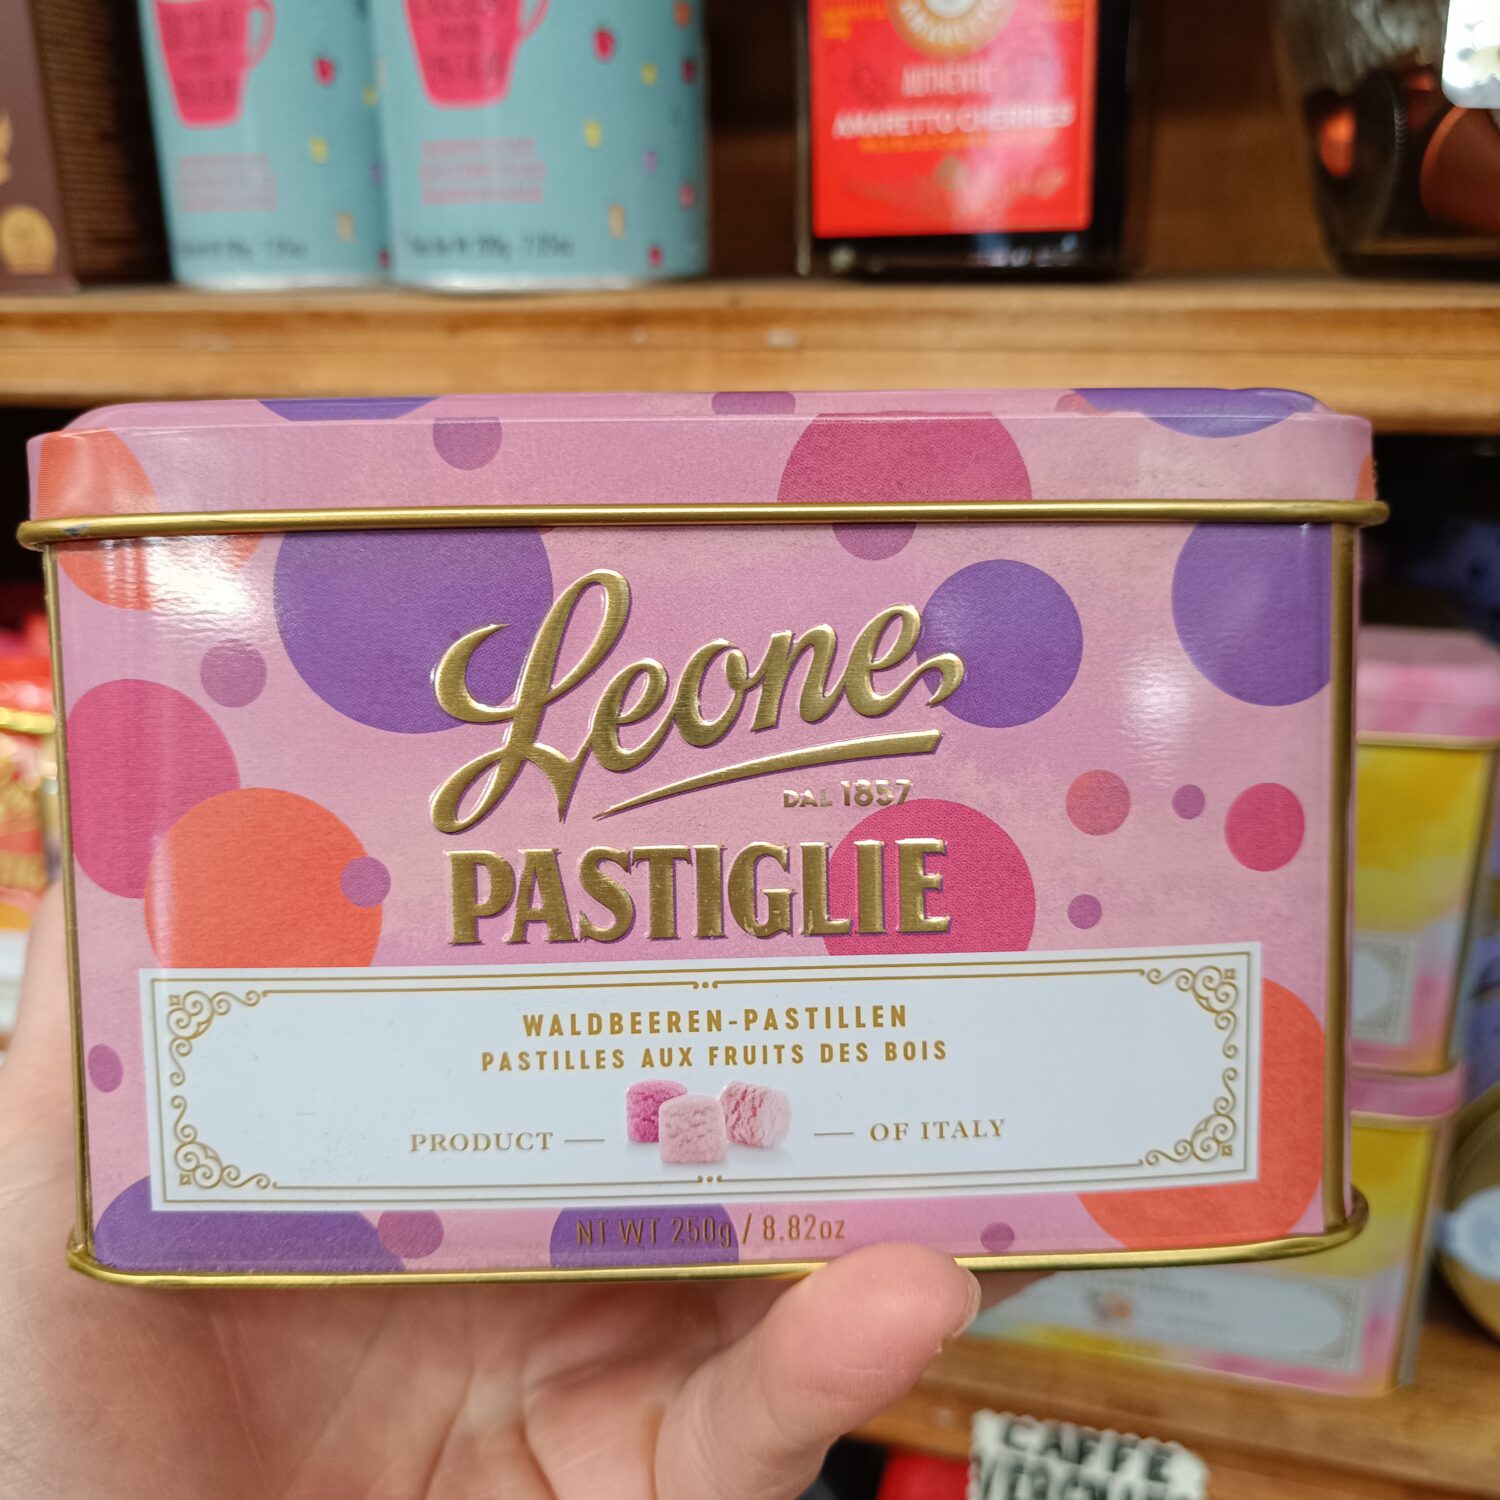 AUTHENTIC
AMARETTO CHERRIES
Leone
DAL 1857
PASTIGLIE
WALDBEEREN-PASTILLEN
PASTILLES AUX FRUITS DES BOIS
PRODUCT — — OF ITALY
NT WT 250g / 8.82oz
CAFFÈ